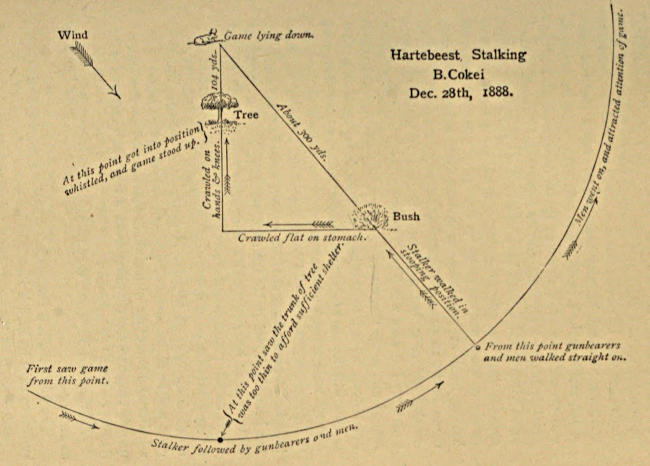 Wind
Game lying down.
Hartebeest Stalking
B. Cokei
Dec. 28th, 1888.
104 yds.
Tree
About 300 yds.
At this point got into position
whistled, and game stood up.
Crawled on
hands & knees.
Bush
Crawled flat on stomach.
Stalker walked in
stooping position.
Men went on, and attracted attention of game.
At this point saw the trunk of tree
was too thin to afford sufficient shelter.
From this point gunbearers
and men walked straight on.
First saw game
from this point.
Stalker followed by gunbearers and men.